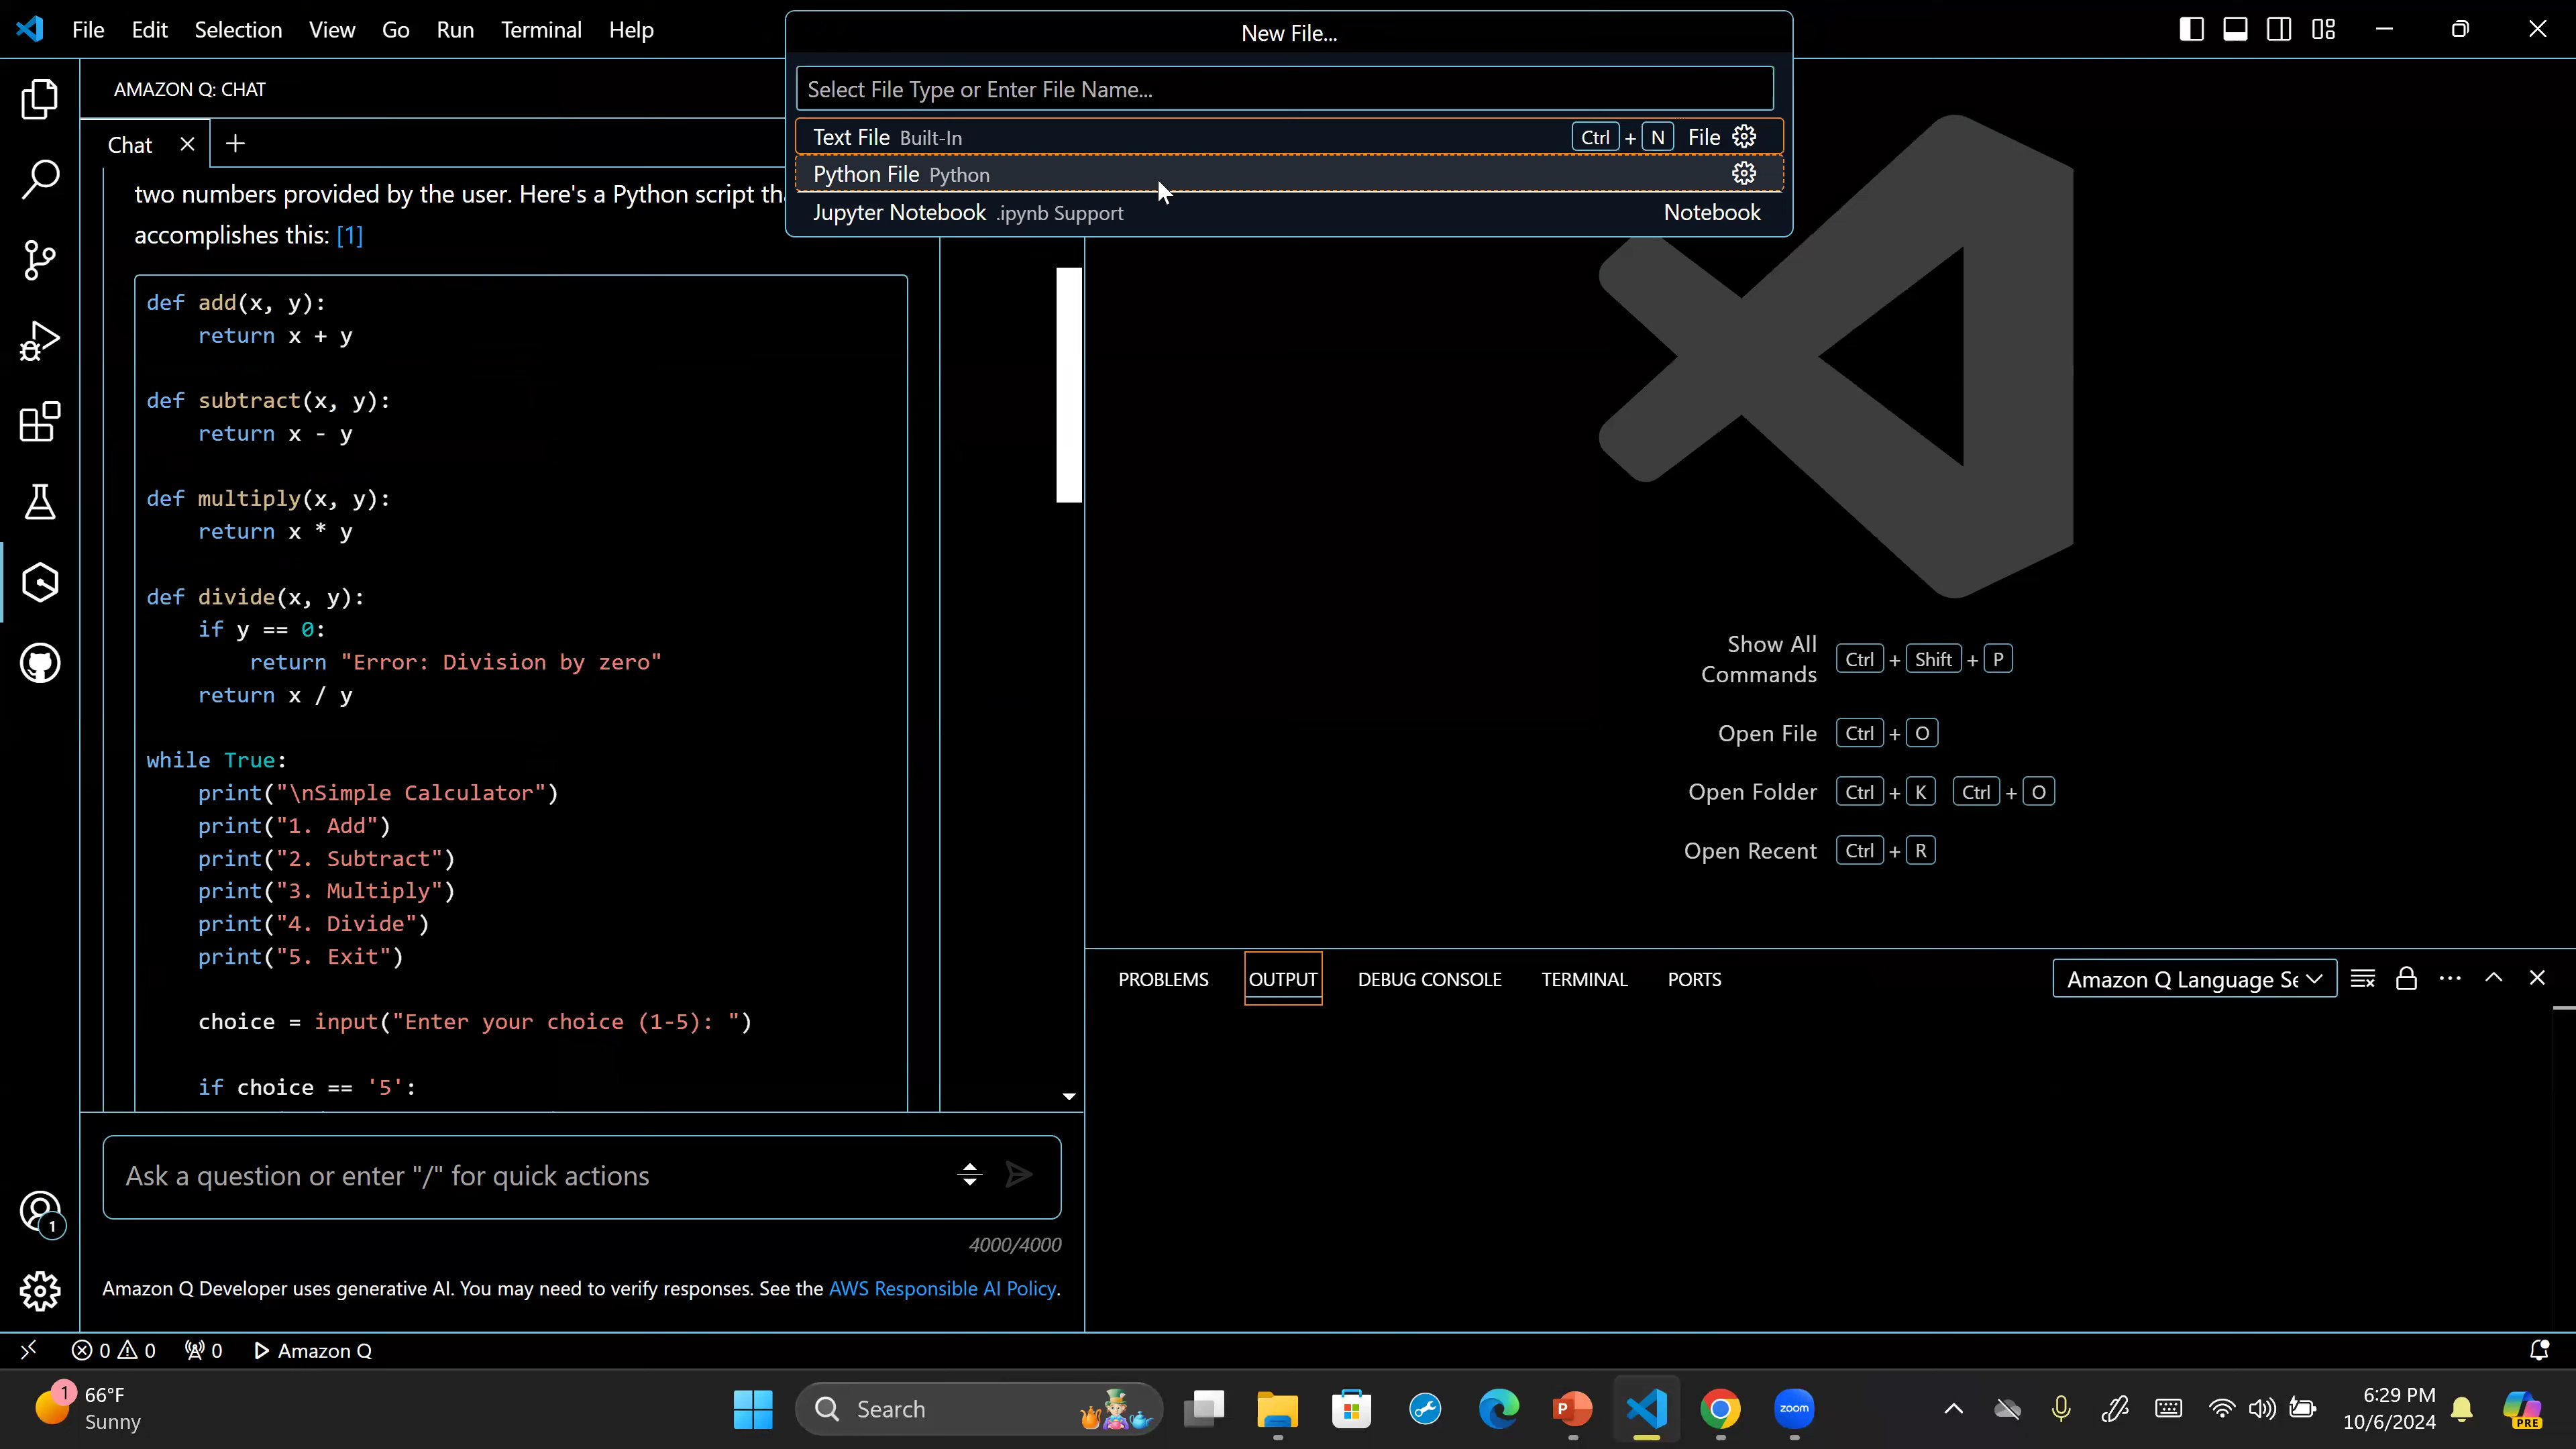 File Edit Selection View Go Run Terminal Help
New File...
Select File Type or Enter File Name...
Text File Built-In Ctrl + N File
Python File Python
Jupyter Notebook .ipynb Support Notebook
AMAZON Q: CHAT
Chat
two numbers provided by the user. Here's a Python script
accomplishes this: [1]
def add(x, y):
return x + y
def subtract(x, y):
return x - y
def multiply(x, y):
return x * y
def divide(x, y):
if y == 0:
return "Error: Division by zero"
return x / y
while True:
print("\nSimple Calculator")
print("1. Add")
print("2. Subtract")
print("3. Multiply")
print("4. Divide")
print("5. Exit")
choice = input("Enter your choice (1-5): ")
if choice == '5':
Ask a question or enter "/" for quick actions
4000/4000
Amazon Q Developer uses generative AI. You may need to verify responses. See the AWS Responsible AI Policy.
Show All
Commands Ctrl + Shift + P
Open File Ctrl + O
Open Folder Ctrl + K Ctrl + O
Open Recent Ctrl + R
PROBLEMS OUTPUT DEBUG CONSOLE TERMINAL PORTS
Amazon Q Language
1
0 0 0 Amazon Q
1
66°F
Sunny
Search
zoom
6:29 PM
10/6/2024
PRE